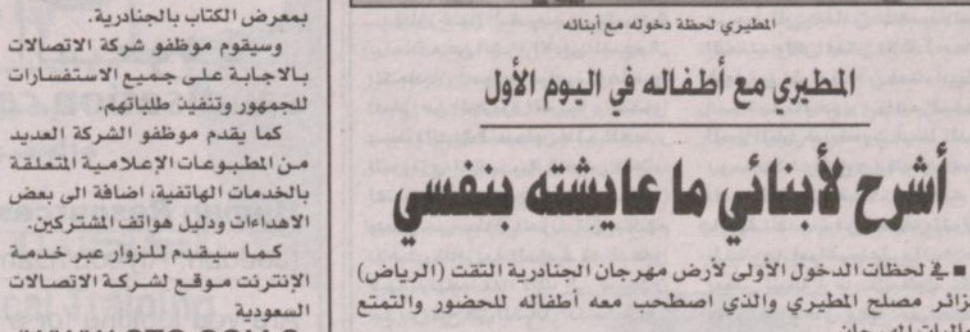 المطيري لحظة دخوله مع أبنائه
المطيري مع أطفاله في اليوم الأول
أشرح لأبنائي ما عايشته بنفسي
■ في لحظات الدخول الأولى لأرض مهرجان الجنادرية التقت (الرياض)
زائر مصلح المطيري والذي اصطحب معه أطفاله للحضور والتمتع
بمعرض الكتاب بالجنادرية.
وسيقوم موظفو شركة الاتصالات
بالاجابة على جميع الاستفسارات
للجمهور وتنفيذ طلباتهم.
كما يقدم موظفو الشركة العديد
من المطبوعات الإعلامية المتعلقة
بالخدمات الهاتفية، اضافة الى بعض
الاهداءات ودليل هواتف المشتركين.
كما سيقدم للزوار عبر خدمة
الإنترنت موقع لشركة الاتصالات
السعودية